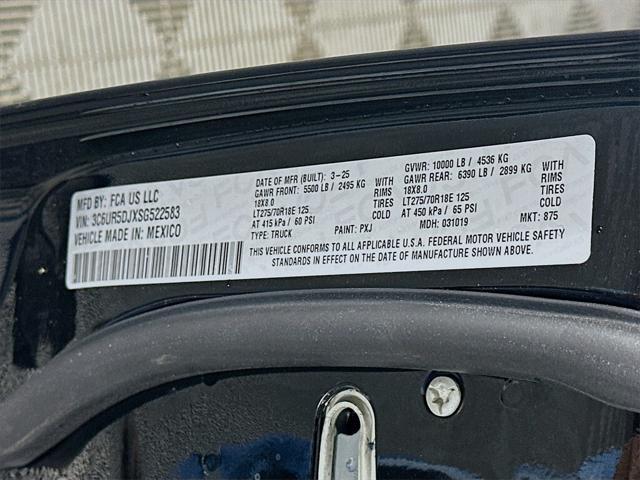 MFD BY: FCA US LLC
VIN: 3C6UR5DJXSG522583
VEHICLE MADE IN: MEXICO
DATE OF MFR (BUILT): 3-25
GAWR FRONT: 5500 LB / 2495 KG WITH
18X8.0 RIMS
LT275/70R18E 125 TIRES
AT 415 kPa / 60 PSI COLD
TYPE: TRUCK PAINT: PXJ
GVWR: 10000 LB / 4536 KG
GAWR REAR: 6390 LB / 2899 KG WITH
18X8.0 RIMS
LT275/70R18E 125 TIRES
AT 450 kPa / 65 PSI COLD
MDH: 031019 MKT: 875
THIS VEHICLE CONFORMS TO ALL APPLICABLE U.S.A. FEDERAL MOTOR VEHICLE SAFETY
STANDARDS IN EFFECT ON THE DATE OF MANUFACTURE SHOWN ABOVE.